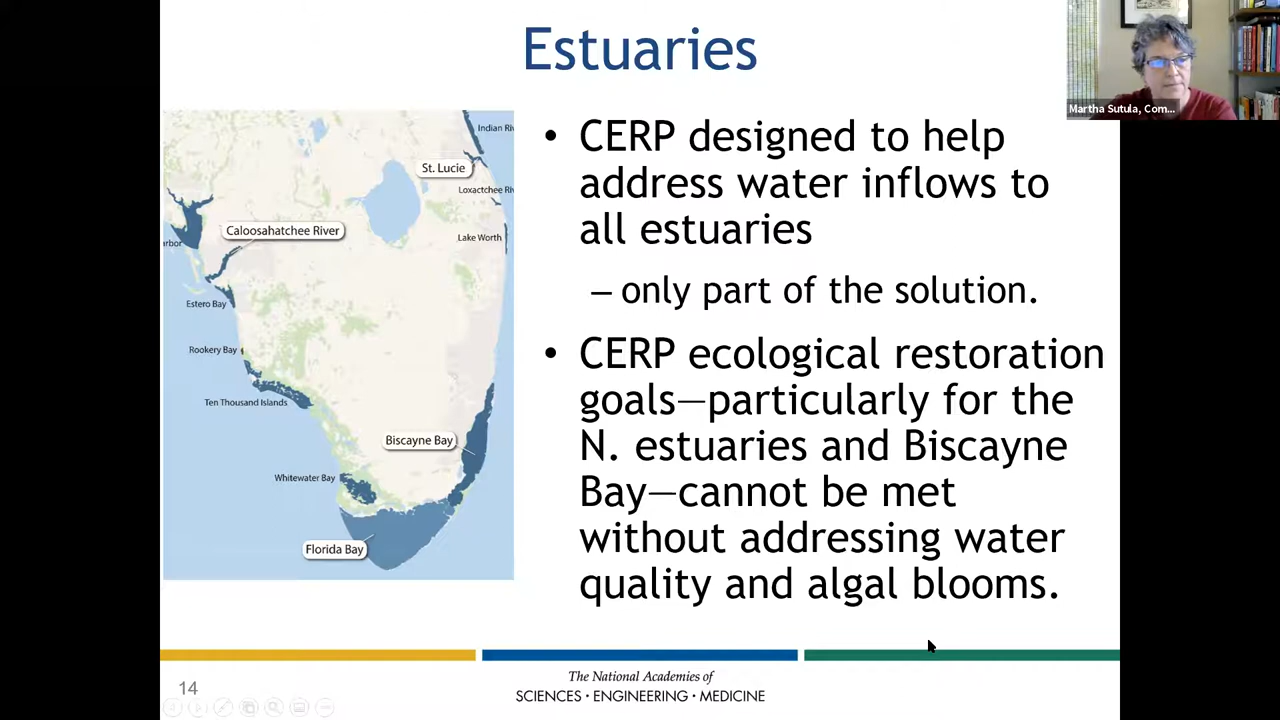 Estuaries
Martha Sutula, Com...
Indian Riv
St. Lucie
Loxactchee Riv
Caloosahatchee River
Lake Worth
rbor
Estero Bay
Rookery Bay
Ten Thousand Islands
Biscayne Bay
Whitewater Bay
Florida Bay
• CERP designed to help
address water inflows to
all estuaries
– only part of the solution.
• CERP ecological restoration
goals—particularly for the
N. estuaries and Biscayne
Bay—cannot be met
without addressing water
quality and algal blooms.
The National Academies of
SCIENCES • ENGINEERING • MEDICINE
14